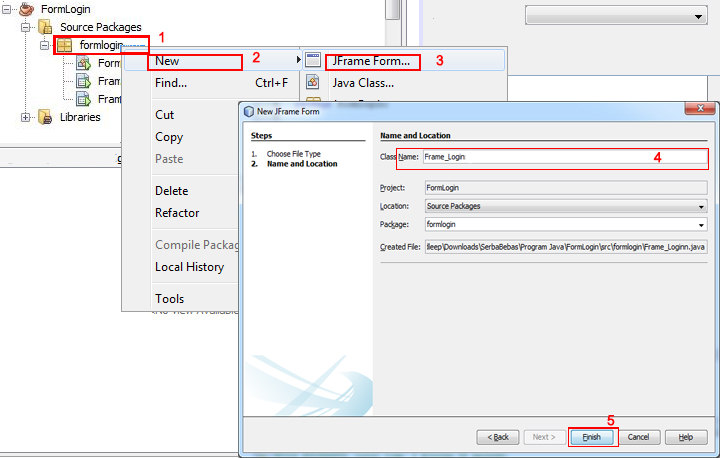 FormLogin
Source Packages
1
formlogin
New
2
JFrame Form...
3
Find...
Ctrl+F
Java Class...
Form
Fram
Libraries
Cut
Copy
Paste
Delete
Refactor
Compile Packag
Local History
Tools
New JFrame Form
Steps
1. Choose File Type
2. Name and Location
Name and Location
Class Name:
Frame_Login
4
Project:
FormLogin
Location:
Source Packages
Package:
formlogin
Created File:
lleep\Downloads\SerbaBebas\Program Java\FormLogin\src\formlogin\Frame_Loginn.java
5
< Back
Next >
Finish
Cancel
Help